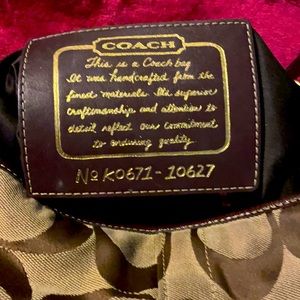 COACH
This is a Coach bag
It was handcrafted from the
finest materials. Its superior
craftsmanship and attention to
detail reflect our commitment
to enduring quality.
No K0671-10627